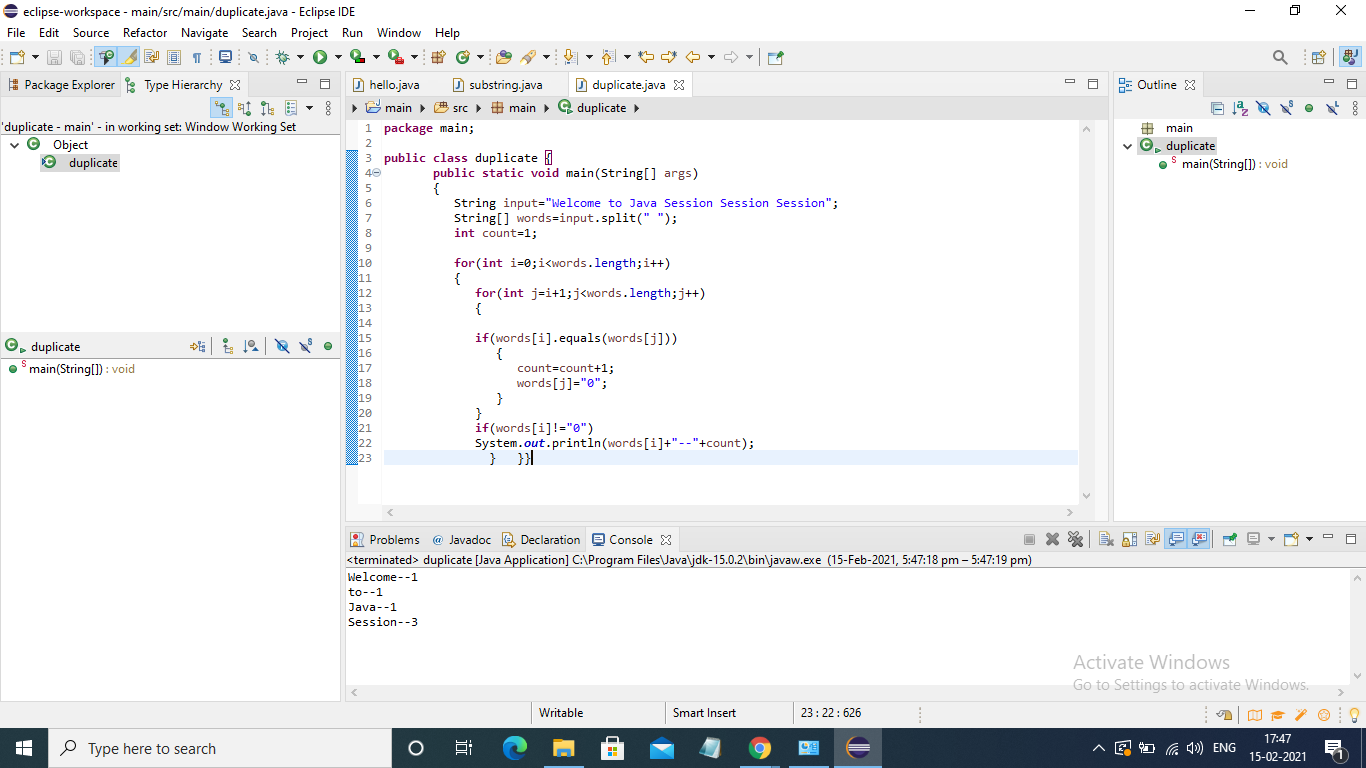 eclipse-workspace - main/src/main/duplicate.java - Eclipse IDE
File Edit Source Refactor Navigate Search Project Run Window Help
Package Explorer Type Hierarchy
'duplicate - main' - in working set: Window Working Set
Object
duplicate
duplicate
main(String[]) : void
hello.java substring.java duplicate.java
main src main duplicate
1 package main;
2
3 public class duplicate {
4 public static void main(String[] args)
5 {
6 String input="Welcome to Java Session Session Session";
7 String[] words=input.split(" ");
8 int count=1;
9
10 for(int i=0;i<words.length;i++)
11 {
12 for(int j=i+1;j<words.length;j++)
13 {
14
15 if(words[i].equals(words[j]))
16 {
17 count=count+1;
18 words[j]="0";
19 }
20 }
21 if(words[i]!="0")
22 System.out.println(words[i]+"--"+count);
23 } }}
Outline
main
duplicate
main(String[]) : void
Problems @ Javadoc Declaration Console
<terminated> duplicate [Java Application] C:\Program Files\Java\jdk-15.0.2\bin\javaw.exe (15-Feb-2021, 5:47:18 pm – 5:47:19 pm)
Welcome--1
to--1
Java--1
Session--3
Activate Windows
Go to Settings to activate Windows.
Writable Smart Insert 23 : 22 : 626
Type here to search
ENG
17:47
15-02-2021
1